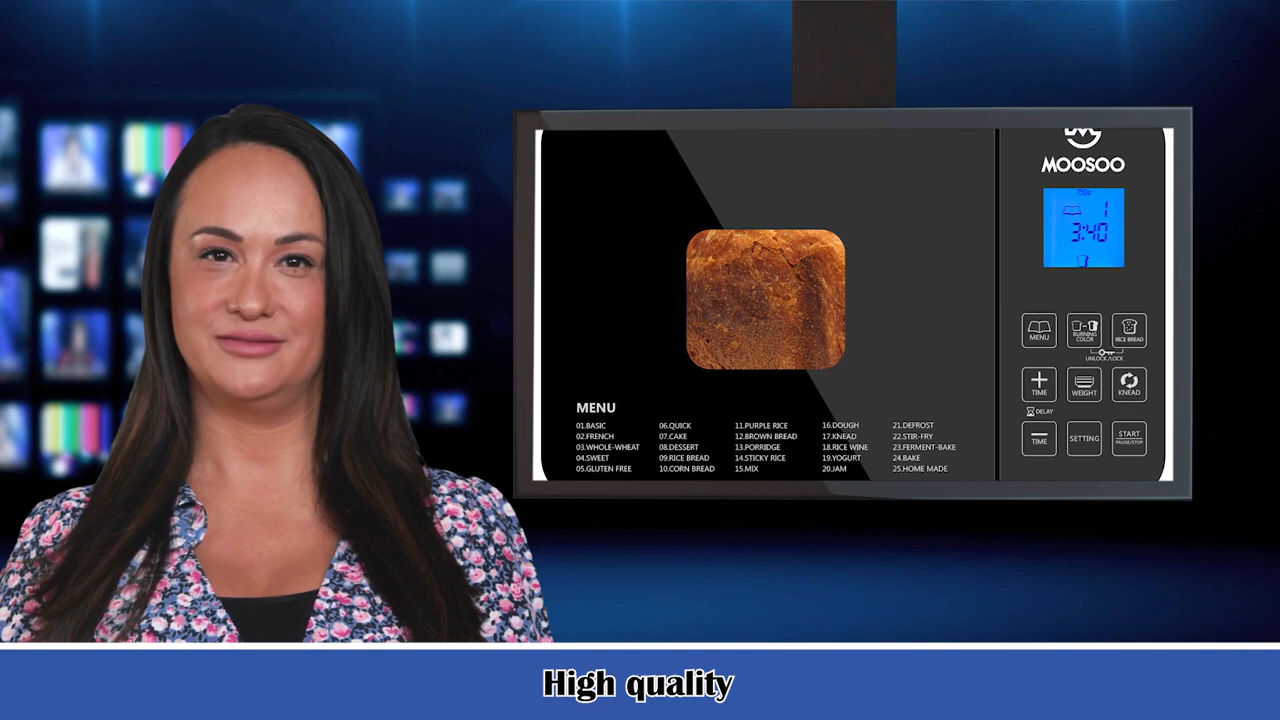 MOOSOO
750g
1
3:40
MENU
BURNING COLOR
RICE BREAD
UNLOCK/LOCK
TIME
WEIGHT
KNEAD
DELAY
TIME
SETTING
START
PAUSE/STOP
MENU
01.BASIC
02.FRENCH
03.WHOLE-WHEAT
04.SWEET
05.GLUTEN FREE
06.QUICK
07.CAKE
08.DESSERT
09.RICE BREAD
10.CORN BREAD
11.PURPLE RICE
12.BROWN BREAD
13.PORRIDGE
14.STICKY RICE
15.MIX
16.DOUGH
17.KNEAD
18.RICE WINE
19.YOGURT
20.JAM
21.DEFROST
22.STIR-FRY
23.FERMENT-BAKE
24.BAKE
25.HOME MADE
High quality